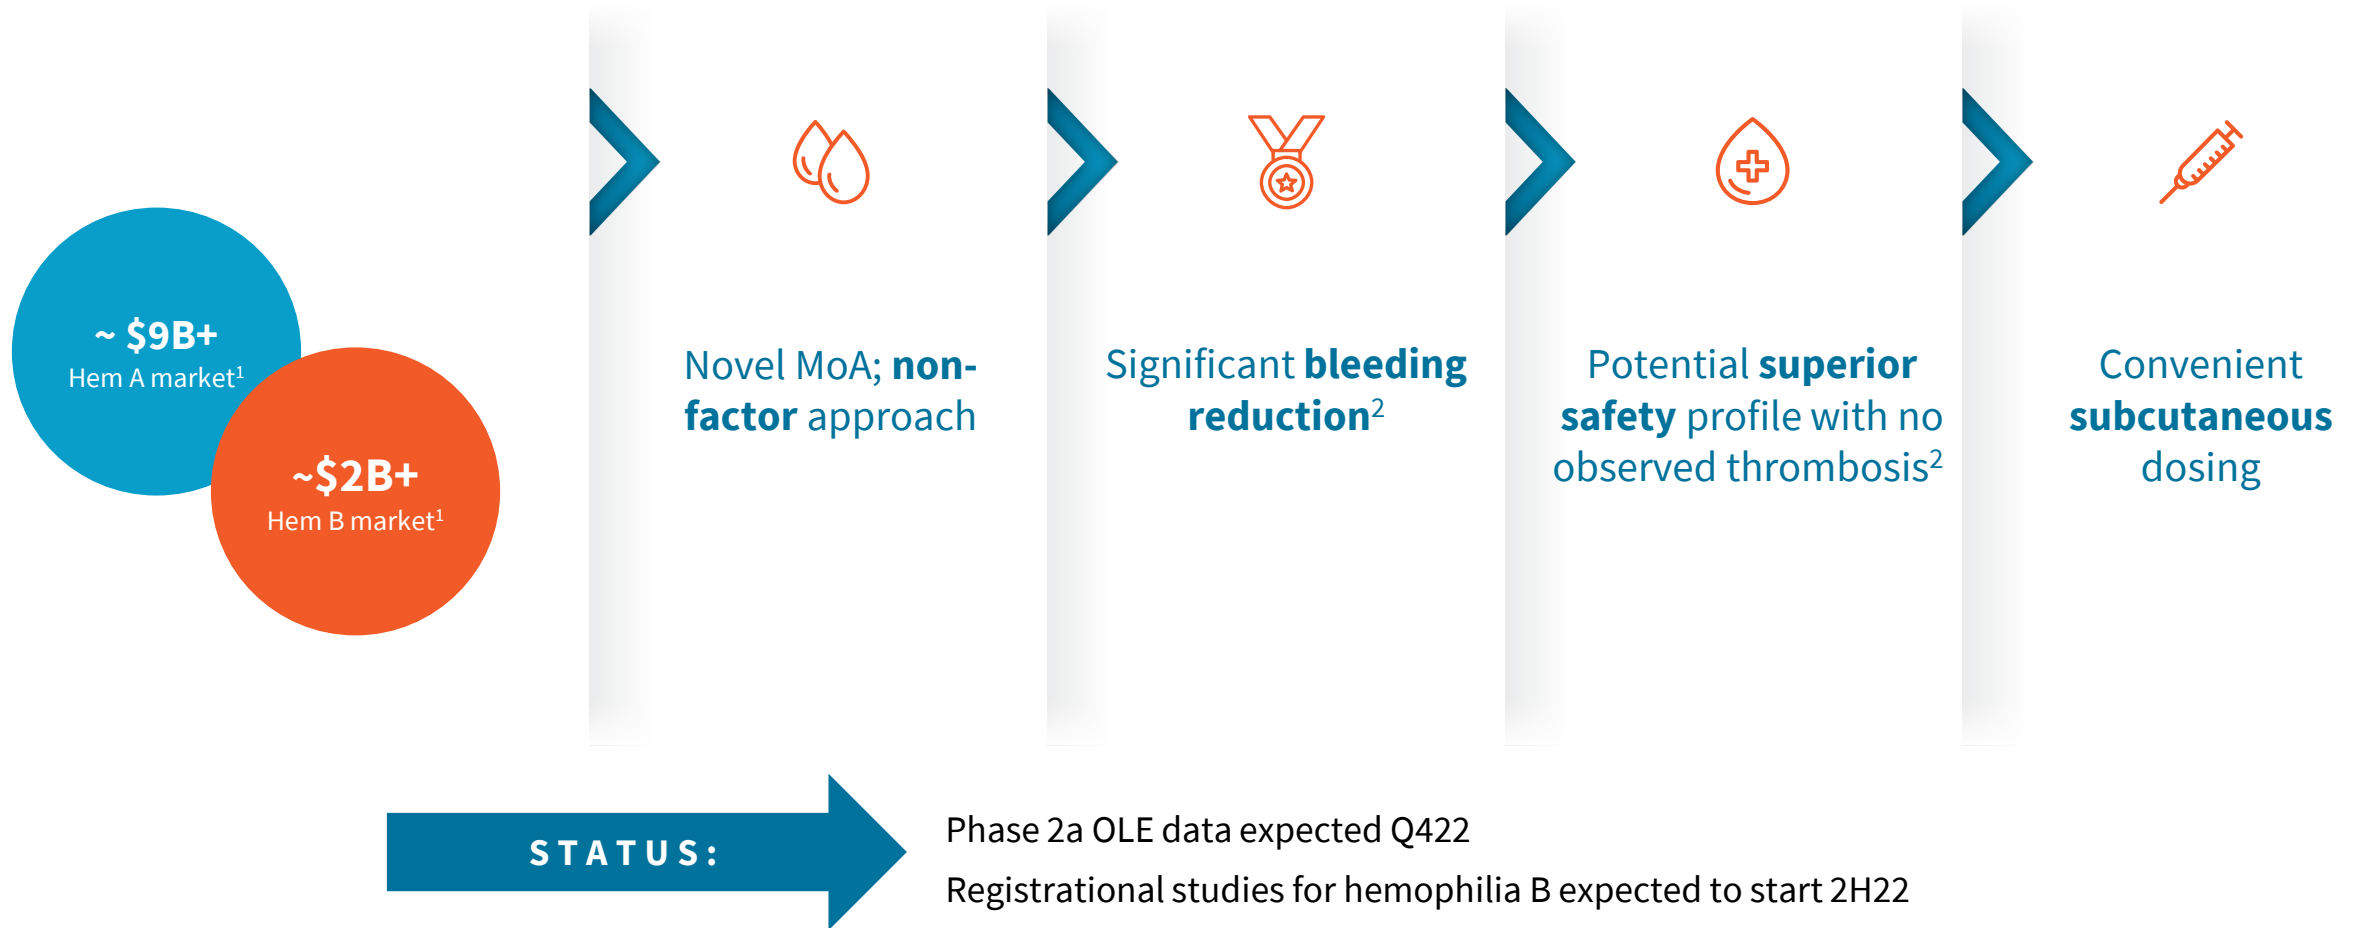 ~ $9B+
Hem A market¹
~$2B+
Hem B market¹
Novel MoA; non-
factor approach
Significant bleeding
reduction²
Potential superior
safety profile with no
observed thrombosis²
Convenient
subcutaneous
dosing
STATUS:
Phase 2a OLE data expected Q422
Registrational studies for hemophilia B expected to start 2H22